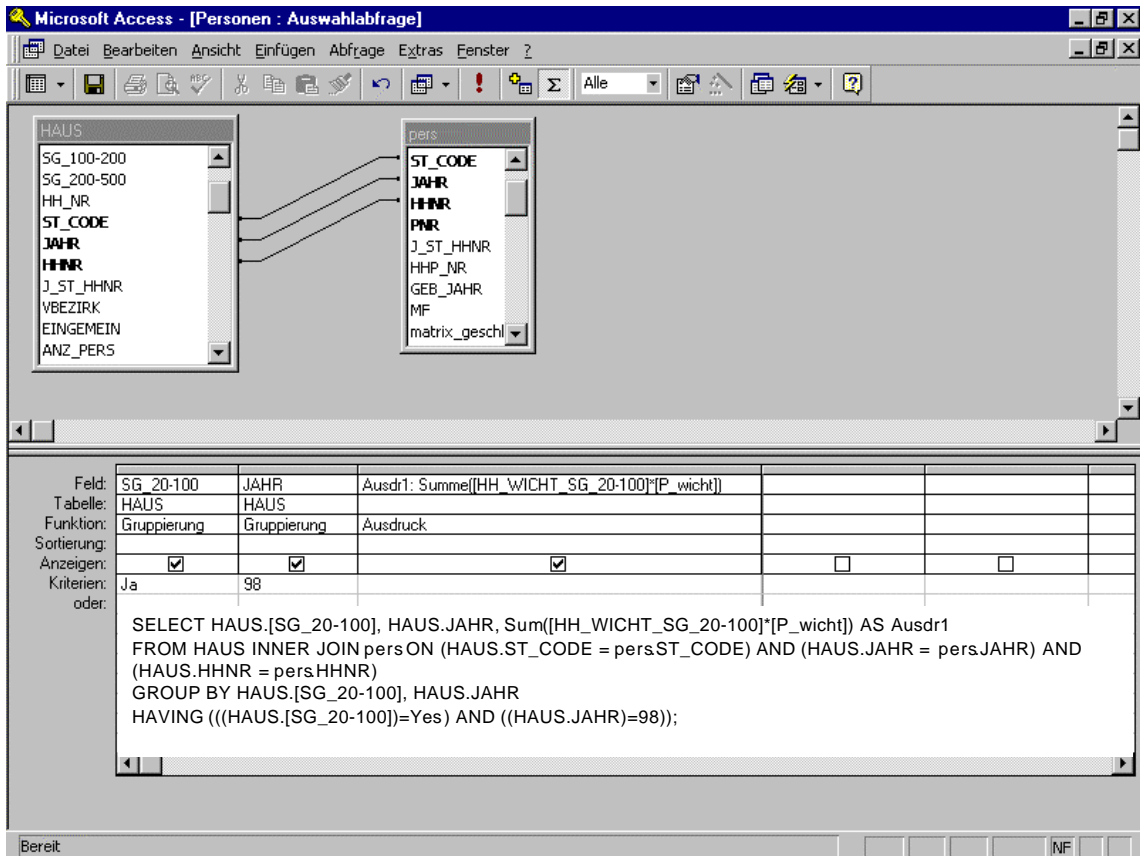 Microsoft Access - [Personen : Auswahlabfrage]
Datei Bearbeiten Ansicht Einfügen Abfrage Extras Fenster ?
ABC Σ Alle
HAUS
SG_100-200
SG_200-500
HH_NR
ST_CODE
JAHR
HHNR
J_ST_HHNR
VBEZIRK
EINGEMEIN
ANZ_PERS
pers
ST_CODE
JAHR
HHNR
PNR
J_ST_HHNR
HHP_NR
GEB_JAHR
MF
matrix_geschl
Feld: SG_20-100 JAHR Ausdr1: Summe([HH_WICHT_SG_20-100]*[P_wicht])
Tabelle: HAUS HAUS
Funktion: Gruppierung Gruppierung Ausdruck
Sortierung:
Anzeigen:
Kriterien: Ja 98
oder:
SELECT HAUS.[SG_20-100], HAUS.JAHR, Sum([HH_WICHT_SG_20-100]*[P_wicht]) AS Ausdr1
FROM HAUS INNER JOIN pers ON (HAUS.ST_CODE = pers.ST_CODE) AND (HAUS.JAHR = pers.JAHR) AND
(HAUS.HHNR = pers.HHNR)
GROUP BY HAUS.[SG_20-100], HAUS.JAHR
HAVING (((HAUS.[SG_20-100])=Yes) AND ((HAUS.JAHR)=98));
Bereit NF